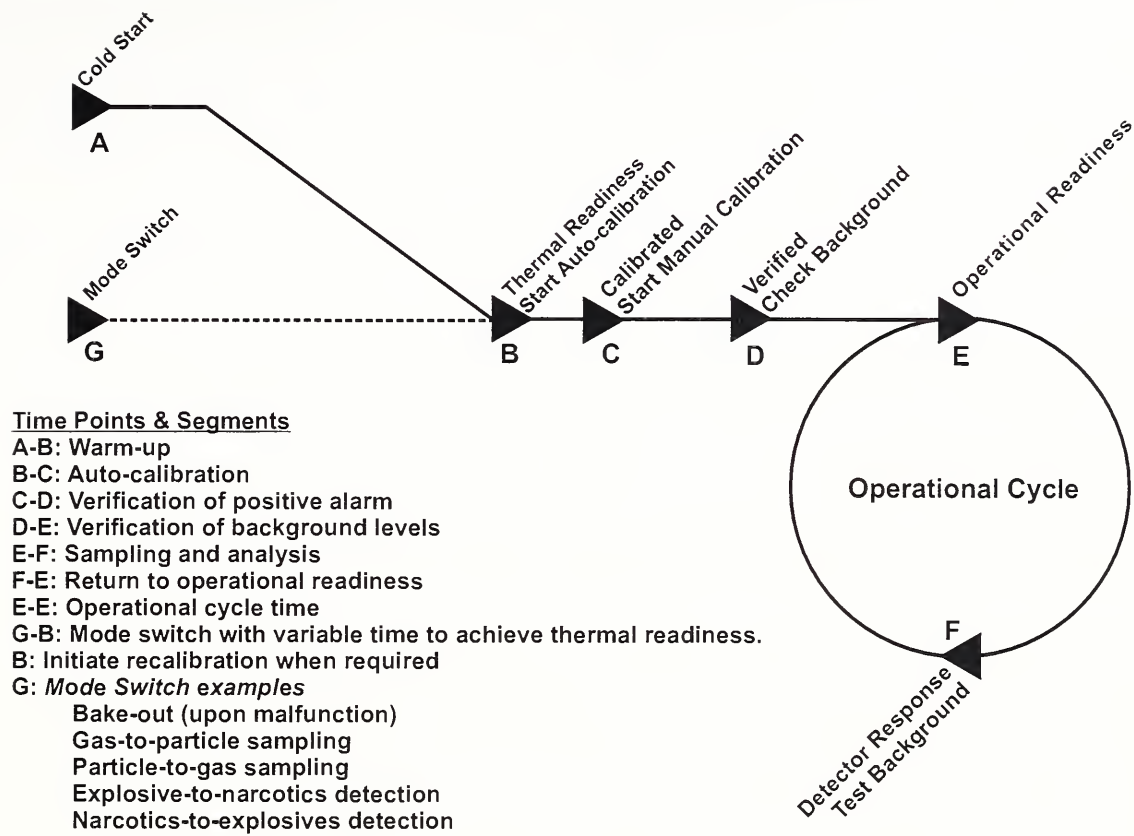 Cold Start
A
Mode Switch
G
Thermal Readiness
Start Auto-calibration
B
Calibrated
Start Manual Calibration
C
Verified
Check Background
D
Operational Readiness
E
Operational Cycle
F
Detector Response
Test Background
Time Points & Segments
A-B: Warm-up
B-C: Auto-calibration
C-D: Verification of positive alarm
D-E: Verification of background levels
E-F: Sampling and analysis
F-E: Return to operational readiness
E-E: Operational cycle time
G-B: Mode switch with variable time to achieve thermal readiness.
B: Initiate recalibration when required
G: Mode Switch examples
Bake-out (upon malfunction)
Gas-to-particle sampling
Particle-to-gas sampling
Explosive-to-narcotics detection
Narcotics-to-explosives detection